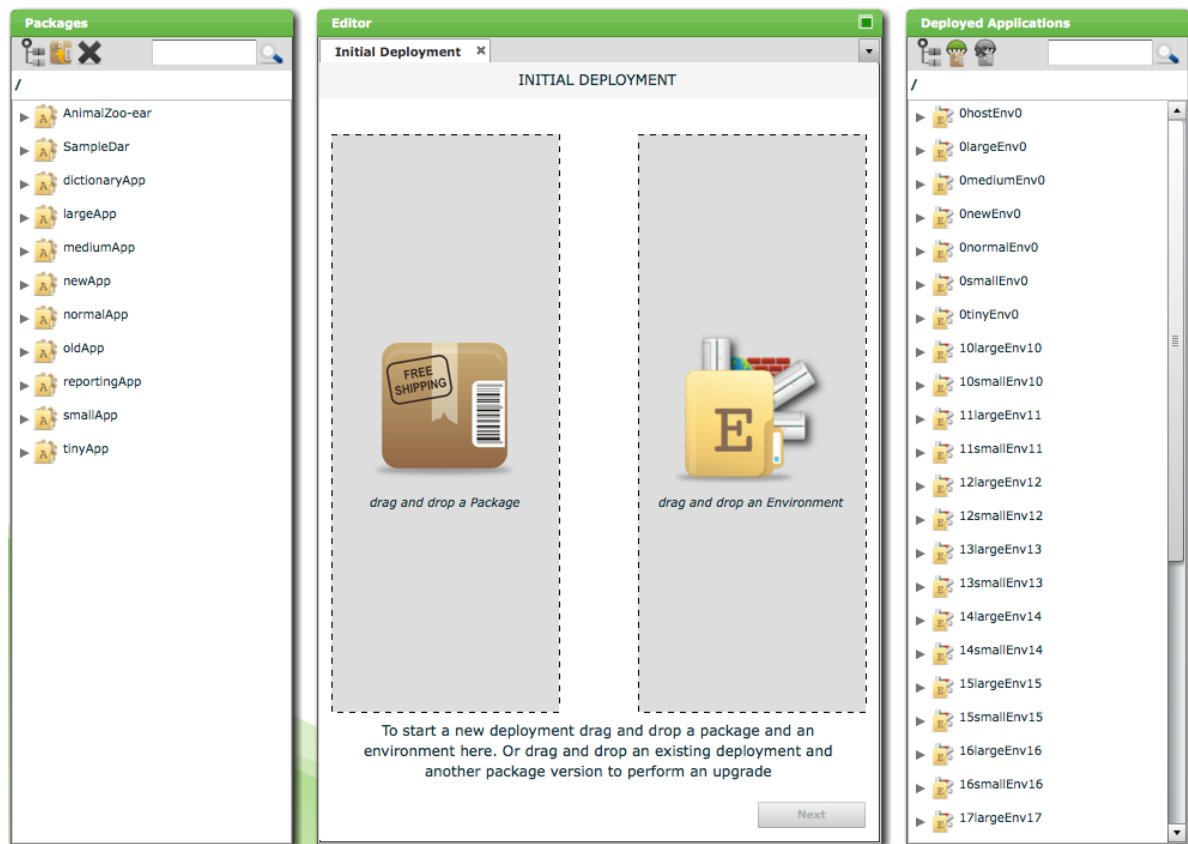 Packages
/
AnimalZoo-ear
SampleDar
dictionaryApp
largeApp
mediumApp
newApp
normalApp
oldApp
reportingApp
smallApp
tinyApp
Editor
Initial Deployment
INITIAL DEPLOYMENT
FREE
SHIPPING
drag and drop a Package
E
drag and drop an Environment
To start a new deployment drag and drop a package and an
environment here. Or drag and drop an existing deployment and
another package version to perform an upgrade
Next
Deployed Applications
/
0hostEnv0
0largeEnv0
0mediumEnv0
0newEnv0
0normalEnv0
0smallEnv0
0tinyEnv0
10largeEnv10
10smallEnv10
11largeEnv11
11smallEnv11
12largeEnv12
12smallEnv12
13largeEnv13
13smallEnv13
14largeEnv14
14smallEnv14
15largeEnv15
15smallEnv15
16largeEnv16
16smallEnv16
17largeEnv17